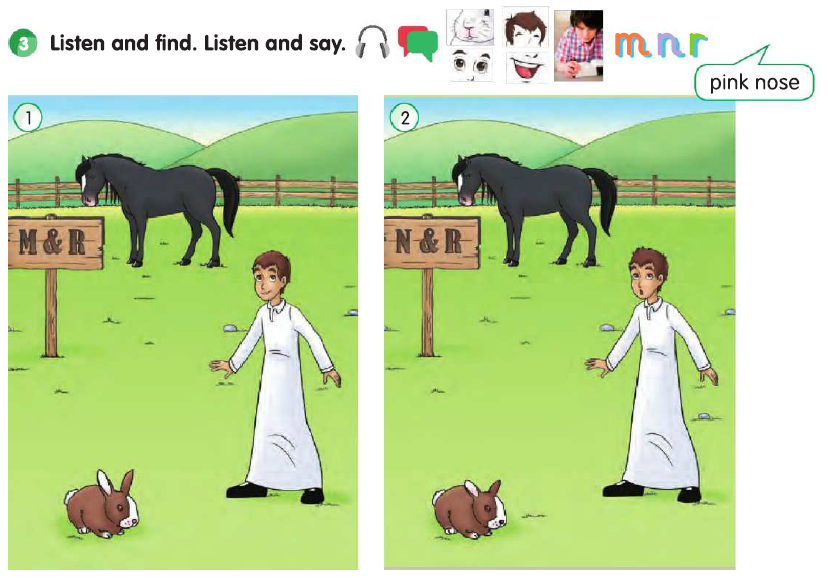 3 Listen and find. Listen and say. m n r
pink nose
1
2
M & R
N & R